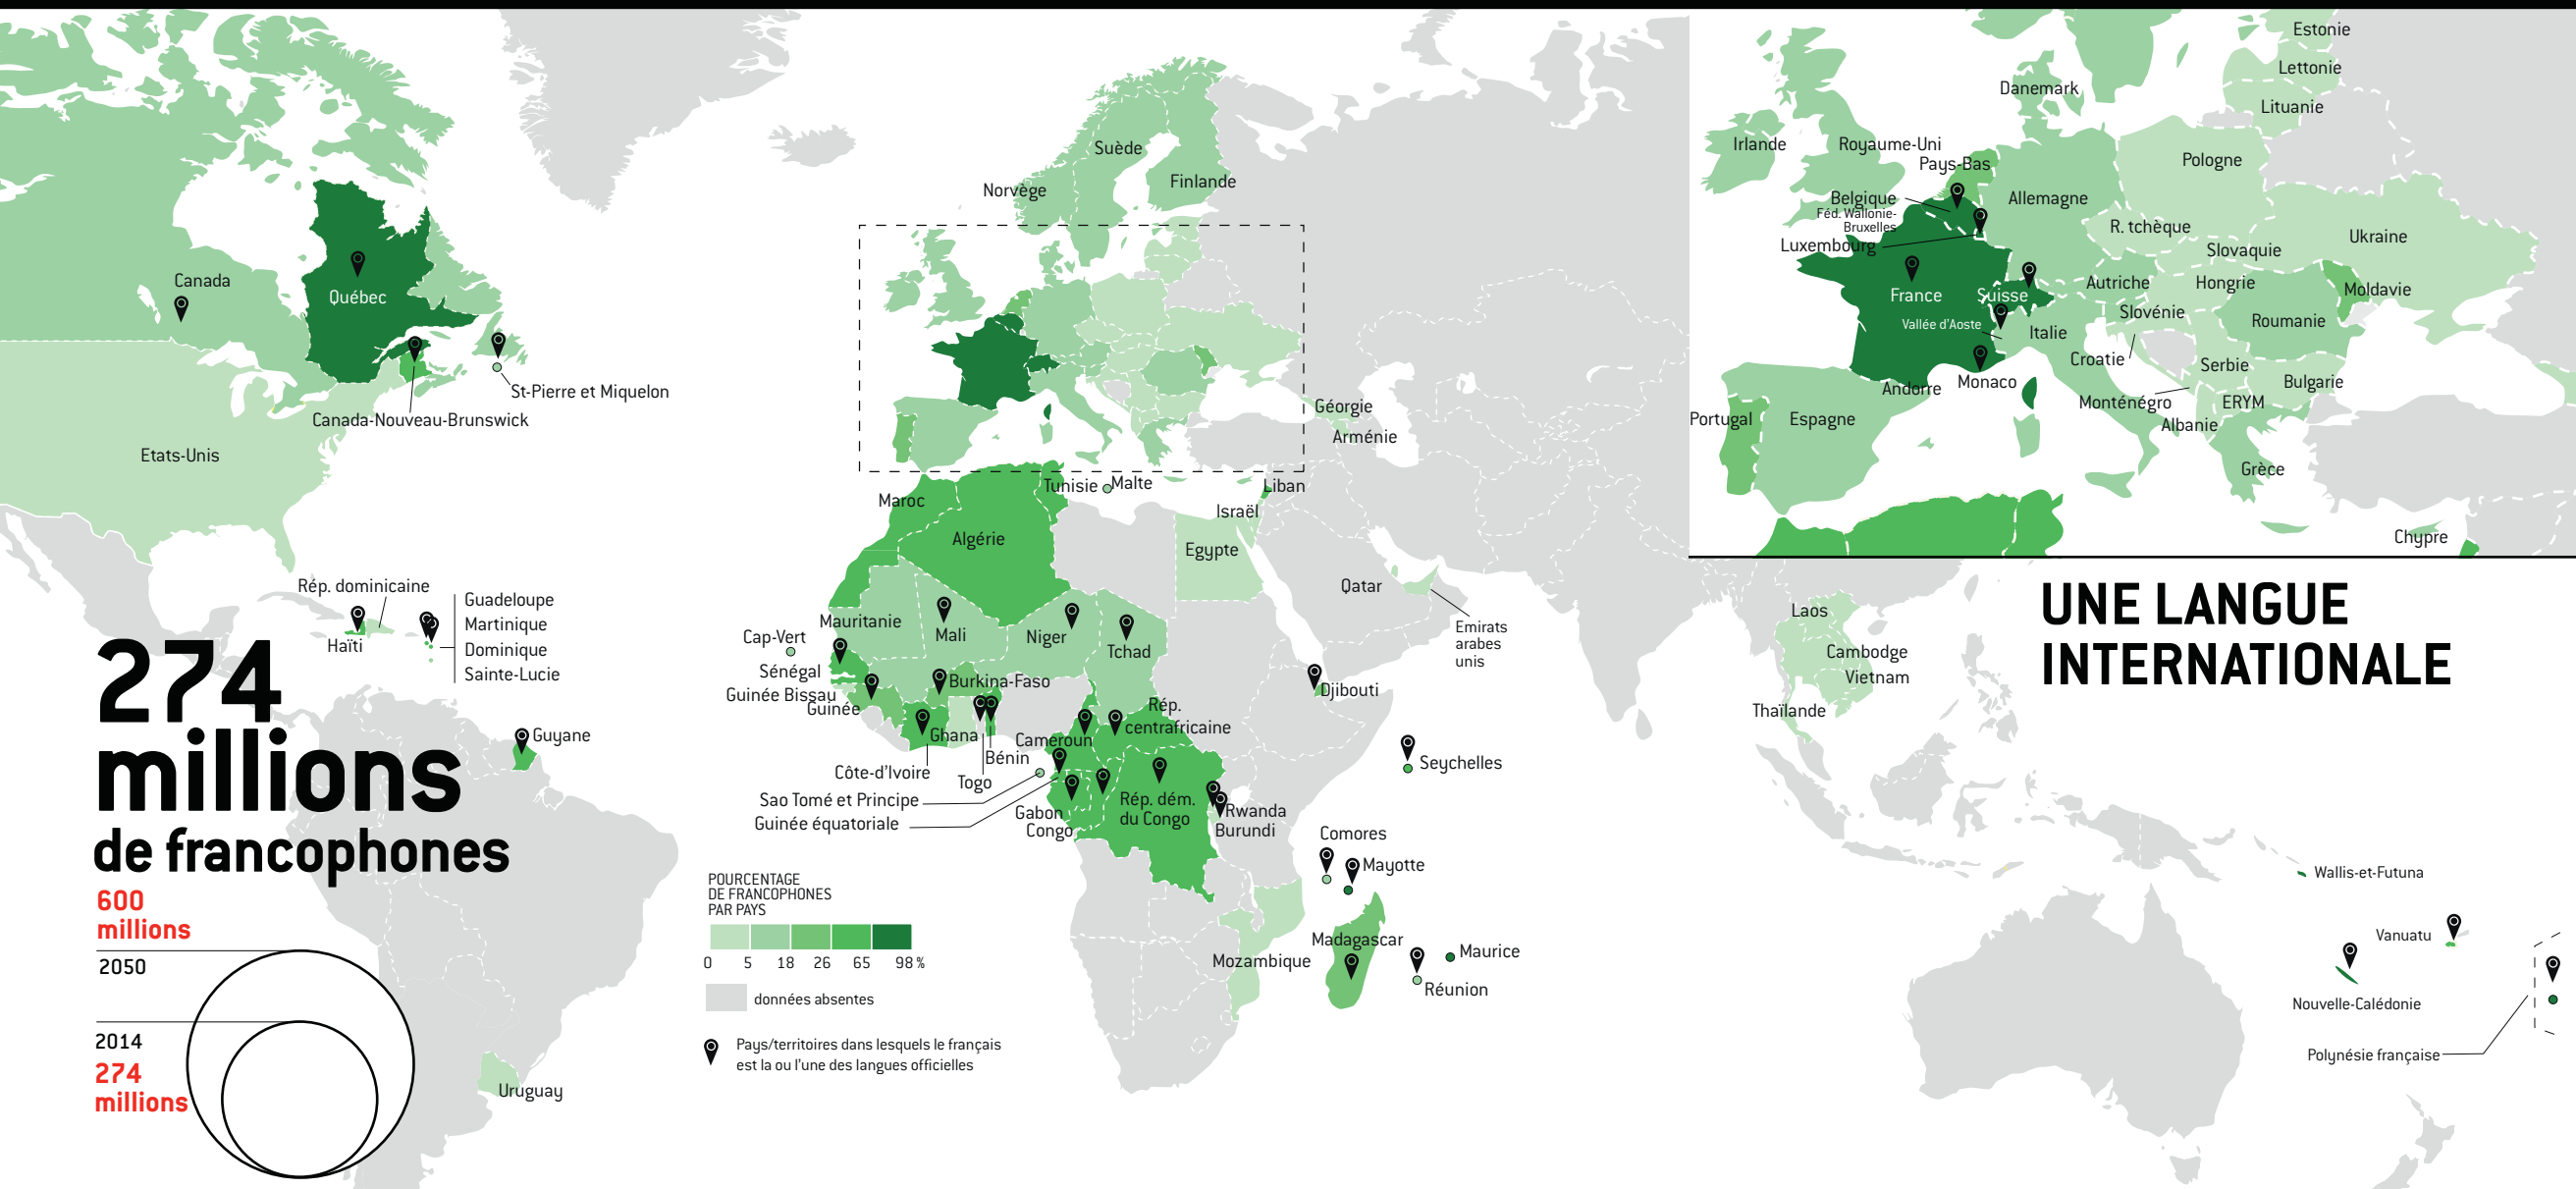 Canada
Québec
St-Pierre et Miquelon
Canada-Nouveau-Brunswick
Etats-Unis
Rép. dominicaine
Haïti
Guadeloupe
Martinique
Dominique
Sainte-Lucie
Guyane
Uruguay
274
millions
de francophones
600
millions
2050
2014
274
millions
Suède
Norvège
Finlande
Géorgie
Arménie
Maroc
Tunisie
Malte
Liban
Israël
Algérie
Egypte
Qatar
Emirats
arabes
unis
Mauritanie
Mali
Niger
Tchad
Cap-Vert
Sénégal
Guinée Bissau
Guinée
Burkina-Faso
Djibouti
Ghana
Côte-d'Ivoire
Togo
Bénin
Cameroun
Rép.
centrafricaine
Sao Tomé et Principe
Guinée équatoriale
Gabon
Congo
Rép. dém.
du Congo
Rwanda
Burundi
Seychelles
Comores
Mayotte
Madagascar
Mozambique
Maurice
Réunion
POURCENTAGE
DE FRANCOPHONES
PAR PAYS
0 5 18 26 65 98 %
données absentes
Pays/territoires dans lesquels le français
est la ou l'une des langues officielles
Estonie
Lettonie
Lituanie
Danemark
Irlande
Royaume-Uni
Pays-Bas
Pologne
Belgique
Féd. Wallonie-
Bruxelles
Luxembourg
Allemagne
R. tchèque
Slovaquie
Ukraine
France
Suisse
Vallée d'Aoste
Autriche
Hongrie
Moldavie
Slovénie
Roumanie
Italie
Croatie
Serbie
Andorre
Monaco
Bulgarie
Monténégro
ERYM
Portugal
Espagne
Albanie
Grèce
Chypre
UNE LANGUE
INTERNATIONALE
Laos
Cambodge
Vietnam
Thaïlande
Wallis-et-Futuna
Vanuatu
Nouvelle-Calédonie
Polynésie française